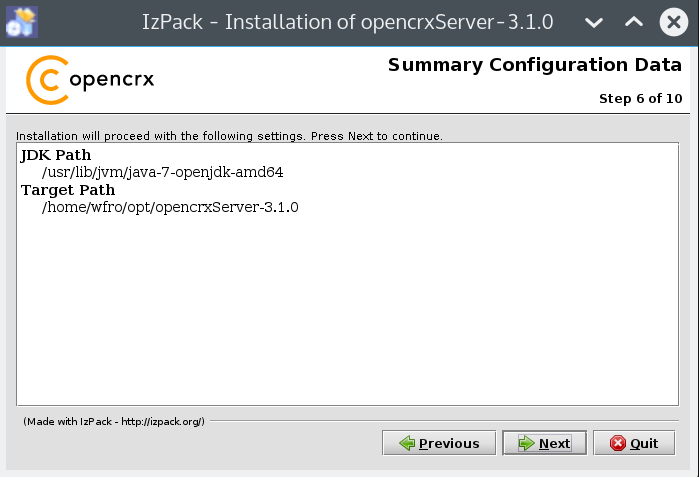 IzPack - Installation of opencrxServer-3.1.0
opencrx
Summary Configuration Data
Step 6 of 10
Installation will proceed with the following settings. Press Next to continue.
JDK Path
/usr/lib/jvm/java-7-openjdk-amd64
Target Path
/home/wfro/opt/opencrxServer-3.1.0
(Made with IzPack - http://izpack.org/)
Previous
Next
Quit